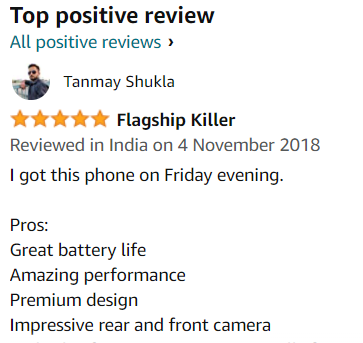 Top positive review
All positive reviews ›
Tanmay Shukla
Flagship Killer
Reviewed in India on 4 November 2018
I got this phone on Friday evening.
Pros:
Great battery life
Amazing performance
Premium design
Impressive rear and front camera